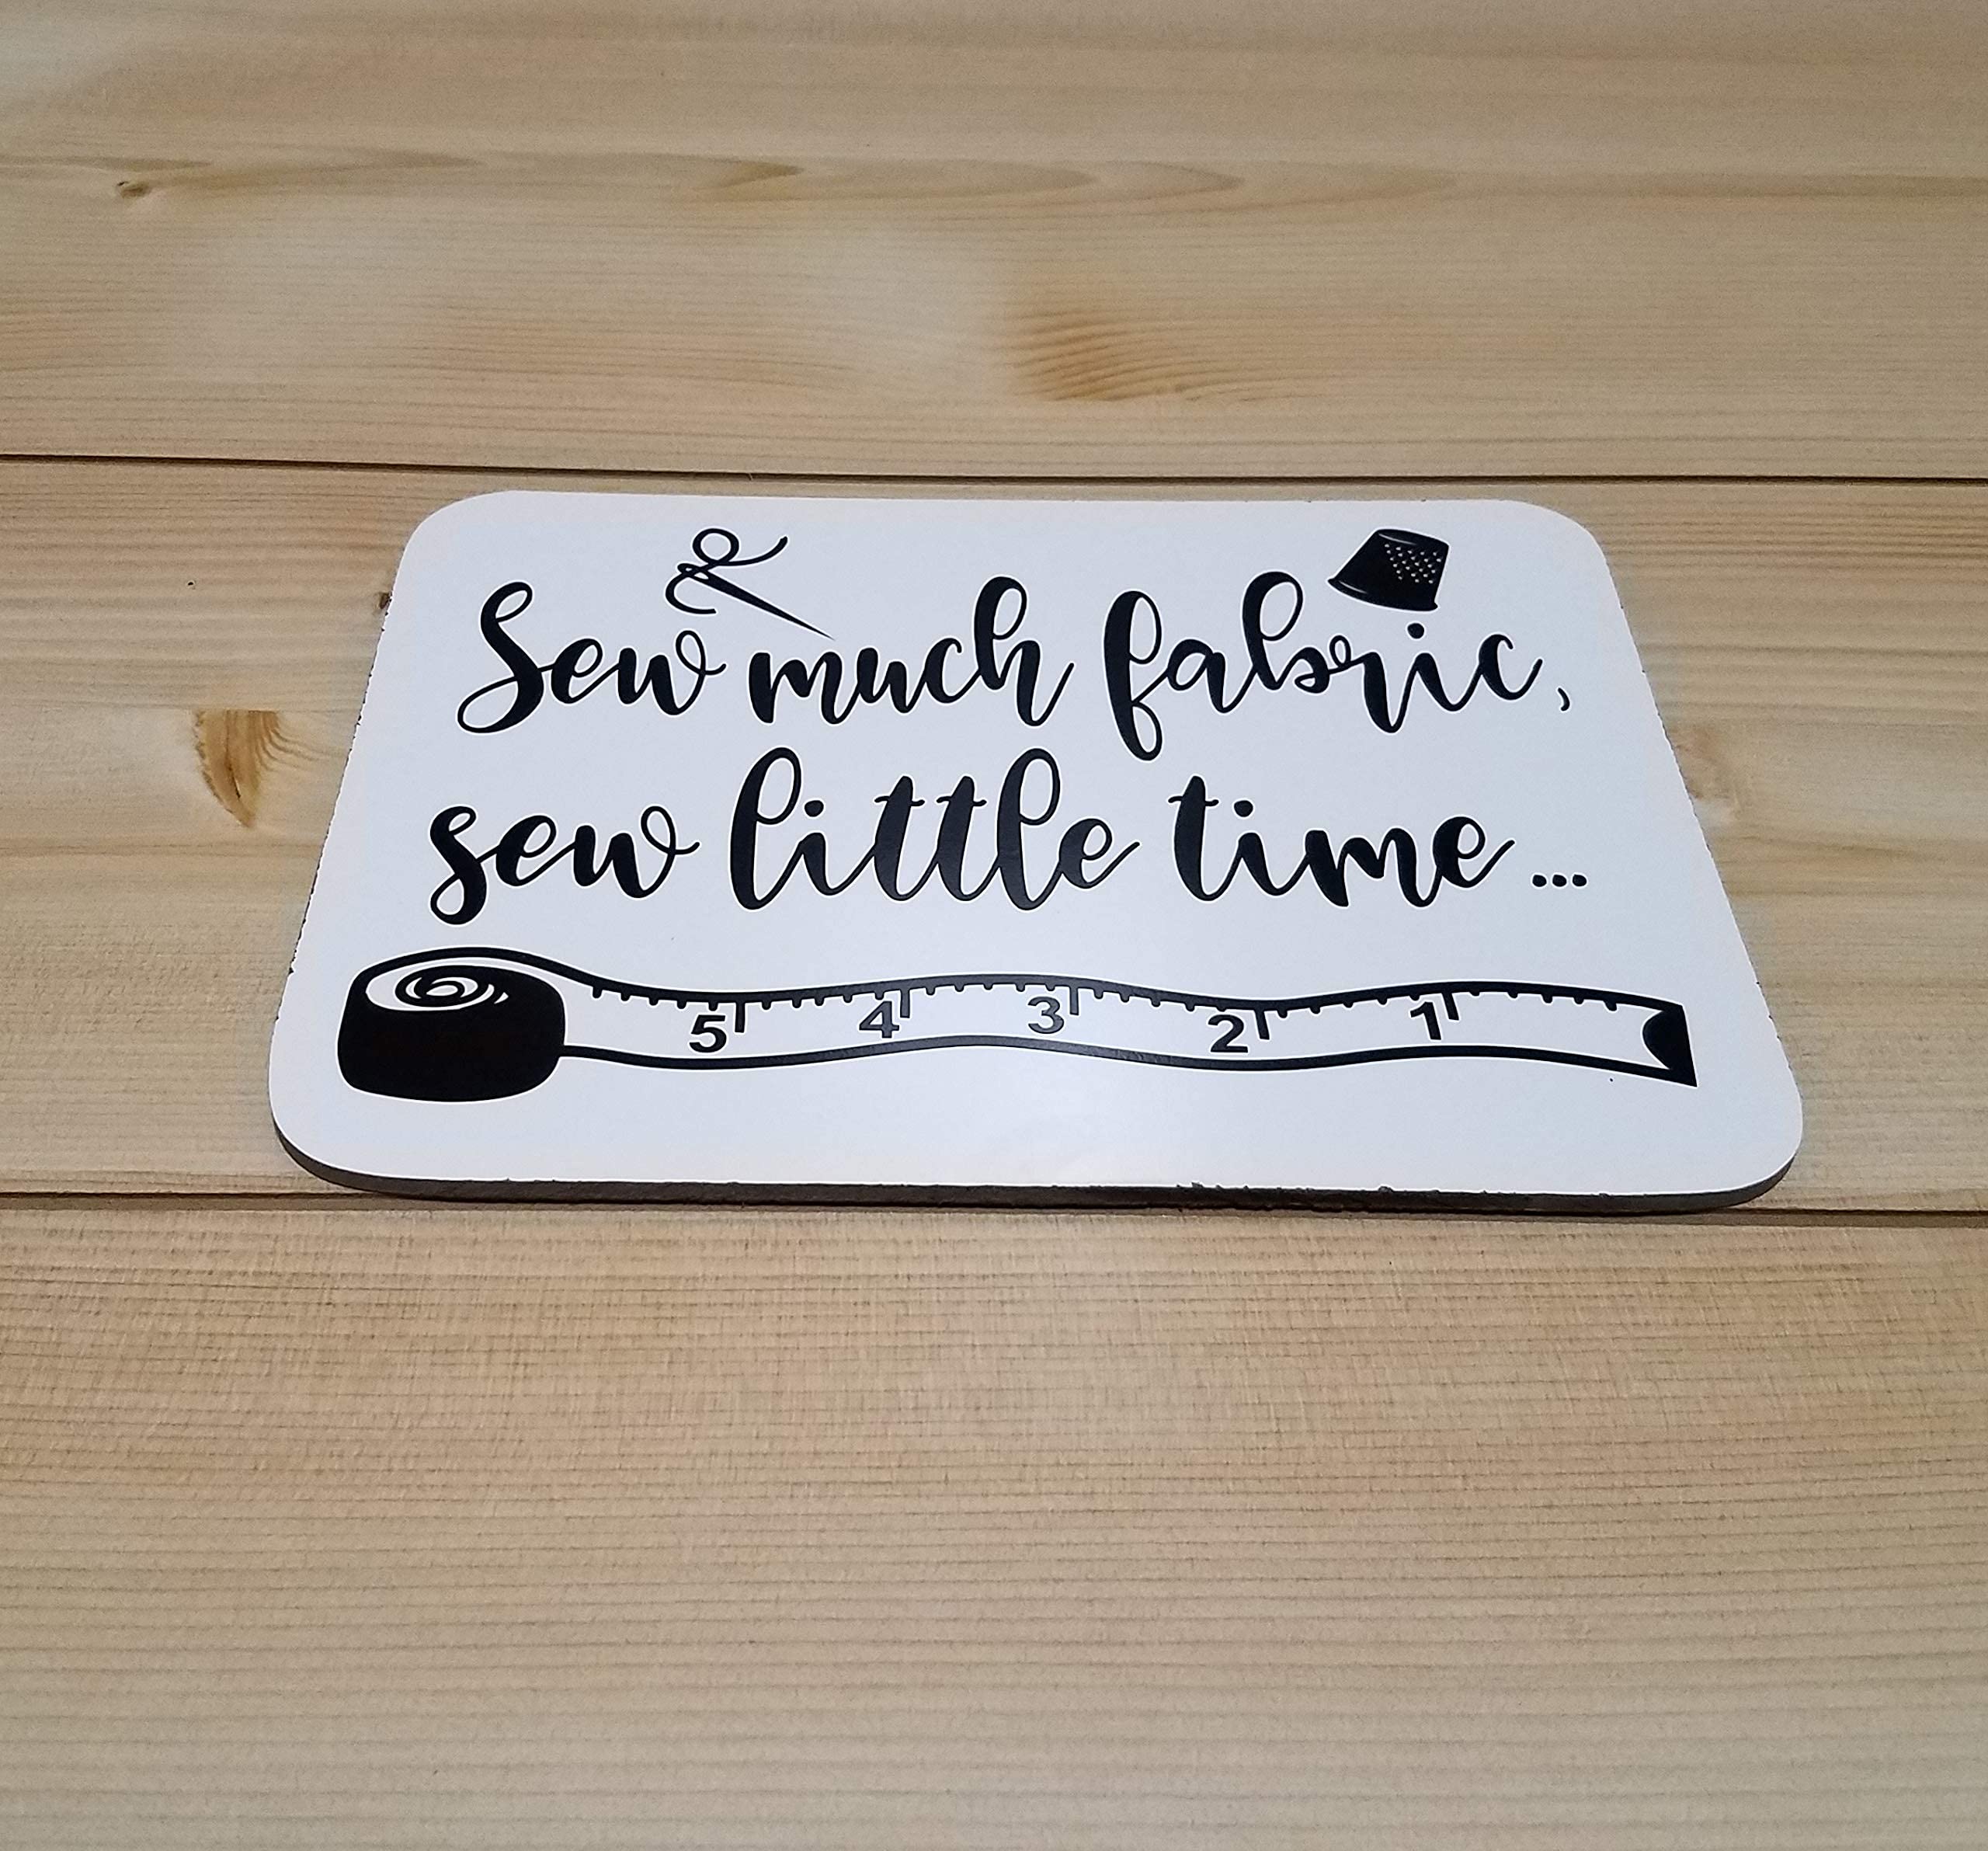 Sew much fabric,
sew little time...
5 4 3 2 1